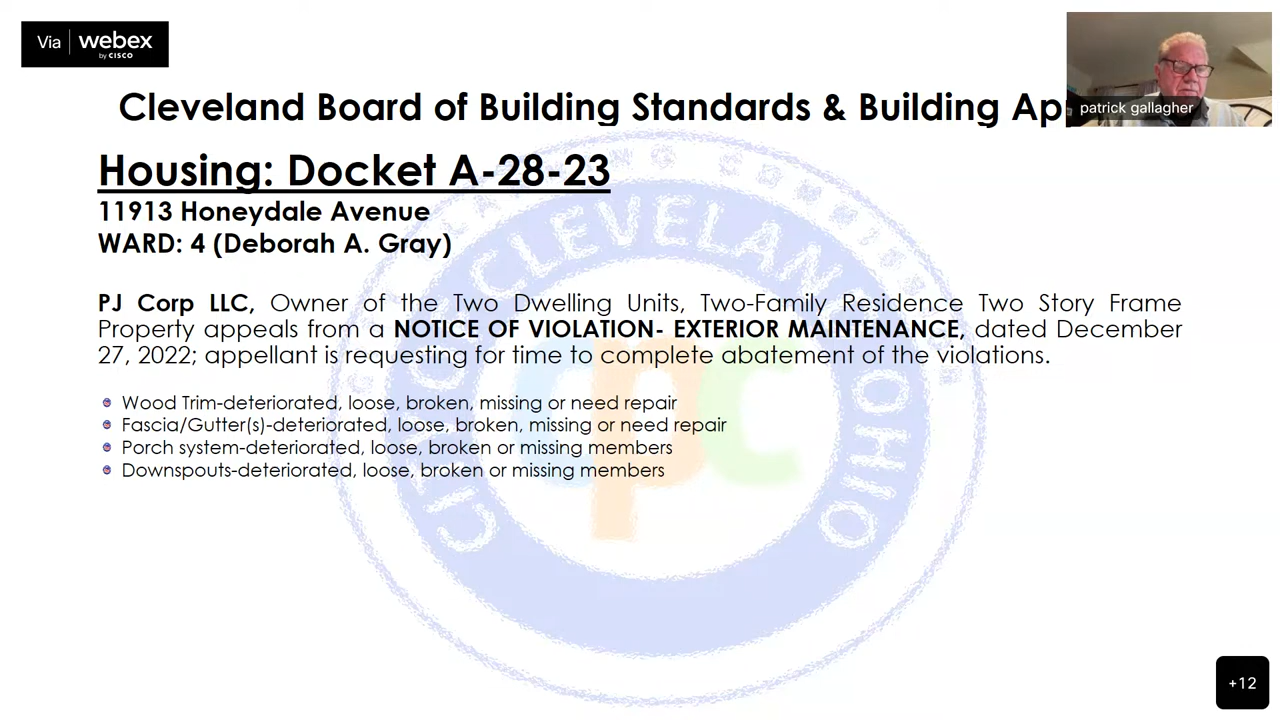 Via webex
by CISCO
patrick gallagher
Cleveland Board of Building Standards & Building Ap
Housing: Docket A-28-23
11913 Honeydale Avenue
WARD: 4 (Deborah A. Gray)
PJ Corp LLC, Owner of the Two Dwelling Units, Two-Family Residence Two Story Frame
Property appeals from a NOTICE OF VIOLATION- EXTERIOR MAINTENANCE, dated December
27, 2022; appellant is requesting for time to complete abatement of the violations.
Wood Trim-deteriorated, loose, broken, missing or need repair
Fascia/Gutter(s)-deteriorated, loose, broken, missing or need repair
Porch system-deteriorated, loose, broken or missing members
Downspouts-deteriorated, loose, broken or missing members
CITY OF CLEVELAND OHIO
cpc
+12